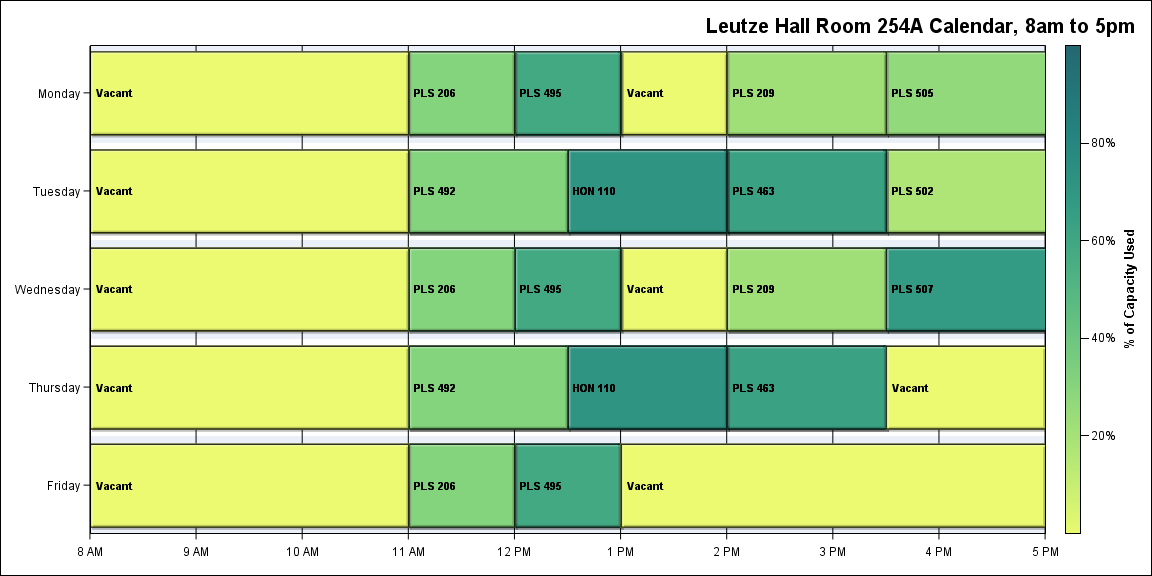 Leutze Hall Room 254A Calendar, 8am to 5pm
Monday
Vacant
PLS 206
PLS 495
Vacant
PLS 209
PLS 505
Tuesday
Vacant
PLS 492
HON 110
PLS 463
PLS 502
Wednesday
Vacant
PLS 206
PLS 495
Vacant
PLS 209
PLS 507
Thursday
Vacant
PLS 492
HON 110
PLS 463
Vacant
Friday
Vacant
PLS 206
PLS 495
Vacant
8 AM
9 AM
10 AM
11 AM
12 PM
1 PM
2 PM
3 PM
4 PM
5 PM
80%
60%
40%
20%
% of Capacity Used